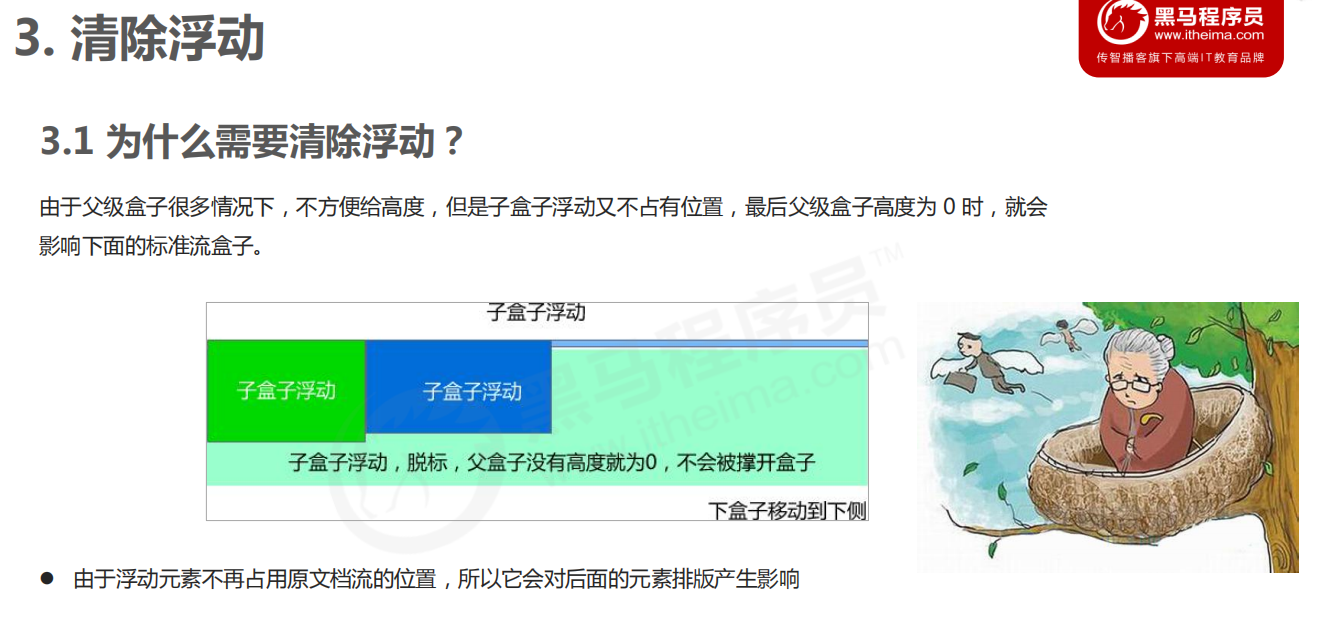 3. 清除浮动
黑马程序员
www.itheima.com
传智播客旗下高端IT教育品牌
3.1 为什么需要清除浮动？
由于父级盒子很多情况下，不方便给高度，但是子盒子浮动又不占有位置，最后父级盒子高度为 0 时，就会
影响下面的标准流盒子。
子盒子浮动
子盒子浮动
子盒子浮动
子盒子浮动，脱标，父盒子没有高度就为0，不会被撑开盒子
下盒子移动到下侧
黑马程序员™
www.itheima.com
● 由于浮动元素不再占用原文档流的位置，所以它会对后面的元素排版产生影响